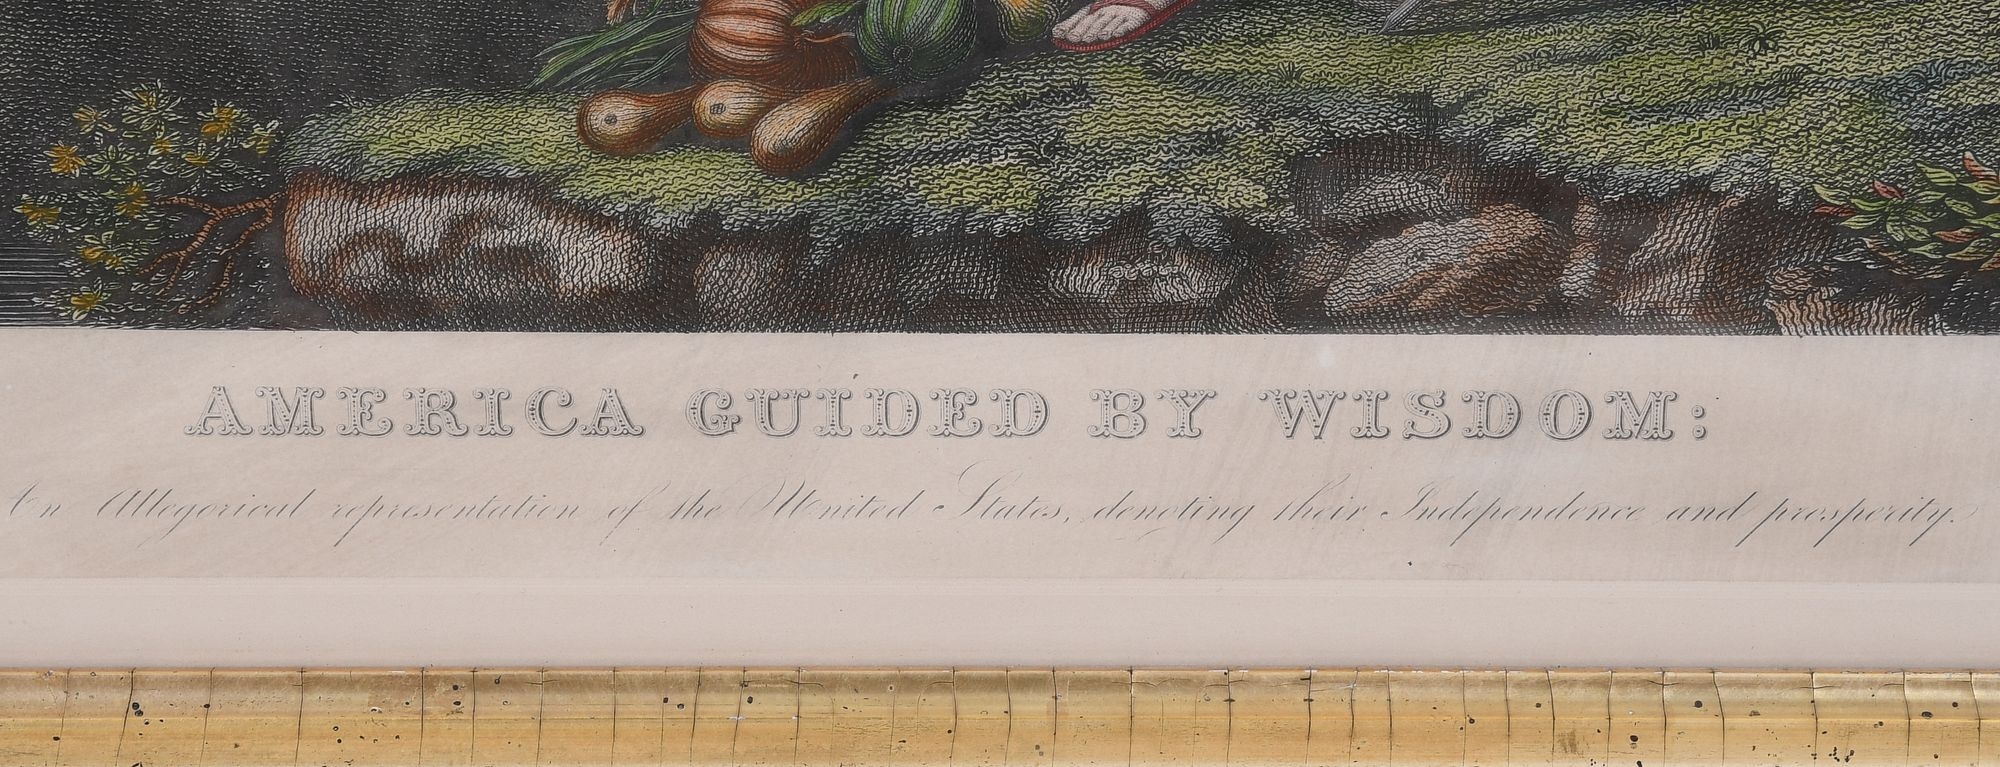 AMERICA GUIDED BY WISDOM:
An Allegorical representation of the United States, denoting their Independence and prosperity.